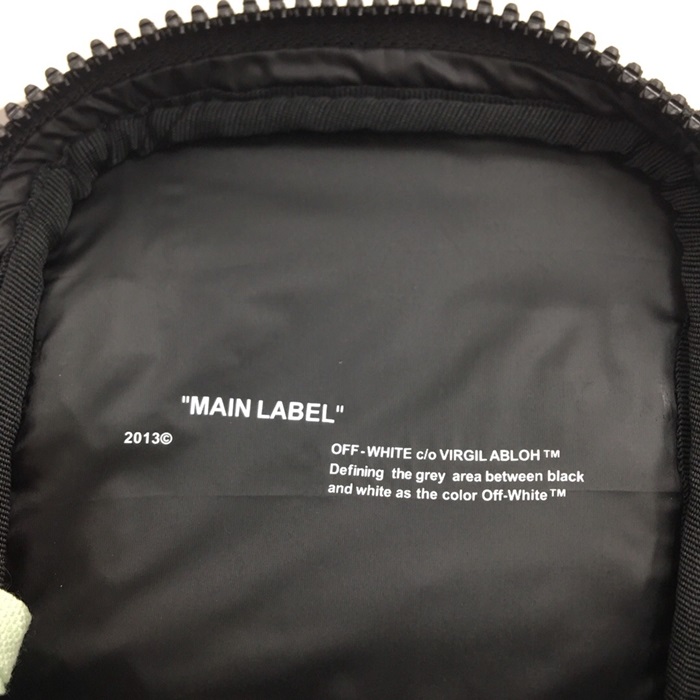 "MAIN LABEL"
2013©
OFF-WHITE c/o VIRGIL ABLOH™
Defining the grey area between black
and white as the color Off-White™